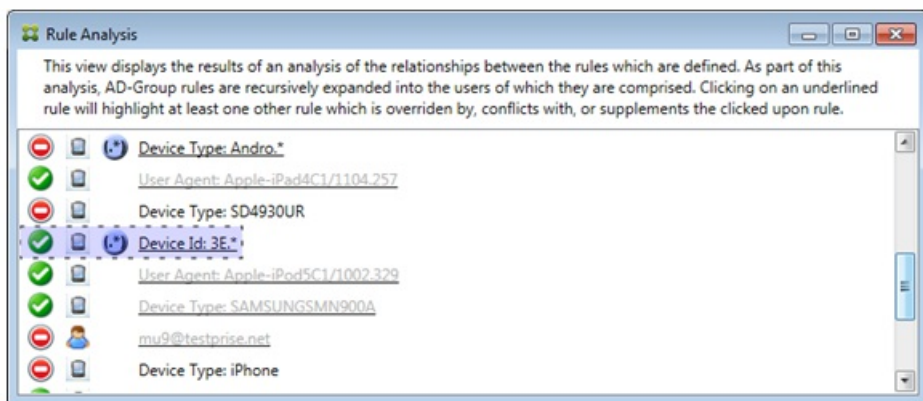 Rule Analysis
This view displays the results of an analysis of the relationships between the rules which are defined. As part of this
analysis, AD-Group rules are recursively expanded into the users of which they are comprised. Clicking on an underlined
rule will highlight at least one other rule which is overriden by, conflicts with, or supplements the clicked upon rule.
(.*) Device Type: Andro.*
User Agent: Apple-iPad4C1/1104.257
Device Type: SD4930UR
(.*) Device Id: 3E.*
User Agent: Apple-iPod5C1/1002.329
Device Type: SAMSUNGSMN900A
mu9@testprise.net
Device Type: iPhone